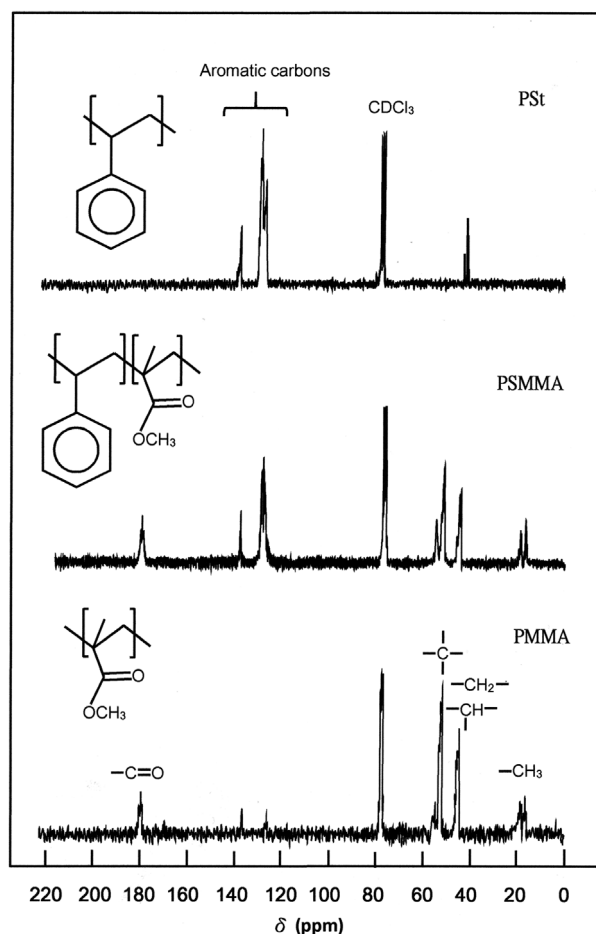 Aromatic carbons
CDCl₃
PSt
PSMMA
O
OCH₃
PMMA
O
OCH₃
–C–
–CH₂–
–CH–
–C=O
–CH₃
220 200 180 160 140 120 100 80 60 40 20 0
δ (ppm)